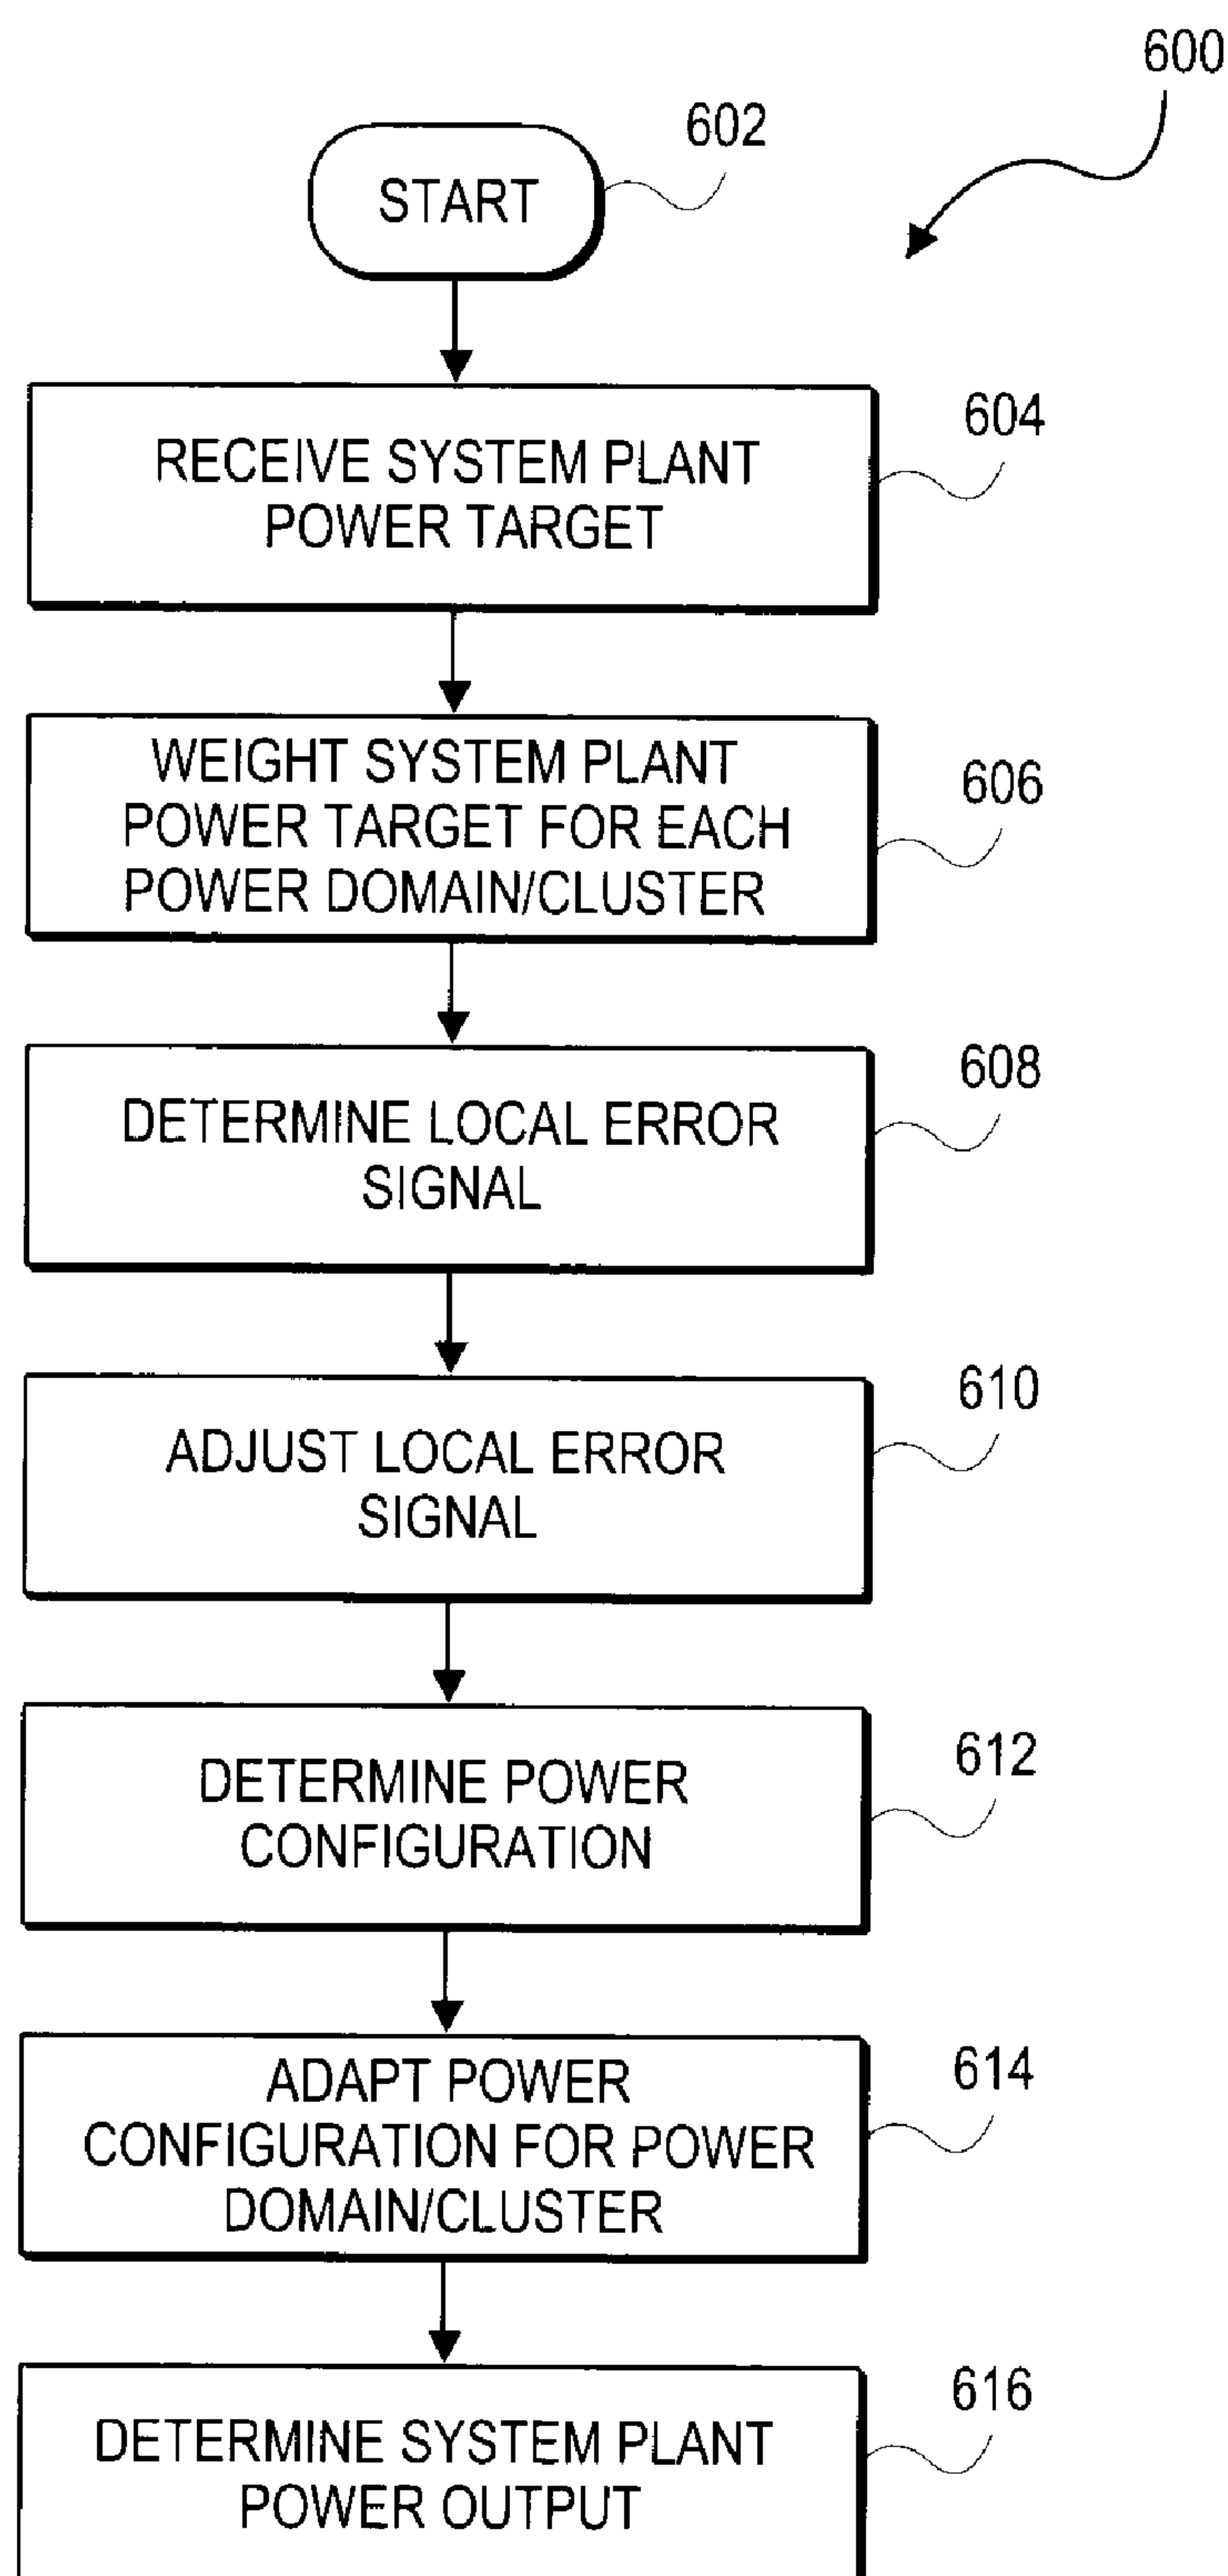 600
602
START
604
RECEIVE SYSTEM PLANT
POWER TARGET
606
WEIGHT SYSTEM PLANT
POWER TARGET FOR EACH
POWER DOMAIN/CLUSTER
608
DETERMINE LOCAL ERROR
SIGNAL
610
ADJUST LOCAL ERROR
SIGNAL
612
DETERMINE POWER
CONFIGURATION
614
ADAPT POWER
CONFIGURATION FOR POWER
DOMAIN/CLUSTER
616
DETERMINE SYSTEM PLANT
POWER OUTPUT